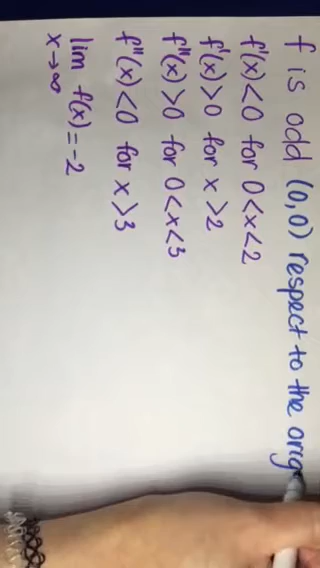 f is odd (0,0) respect to the orig
f'(x)<0 for 0<x<2
f'(x)>0 for x>2
f"(x)>0 for 0<x<3
f"(x)<0 for x>3
lim f(x)=-2
x→∞